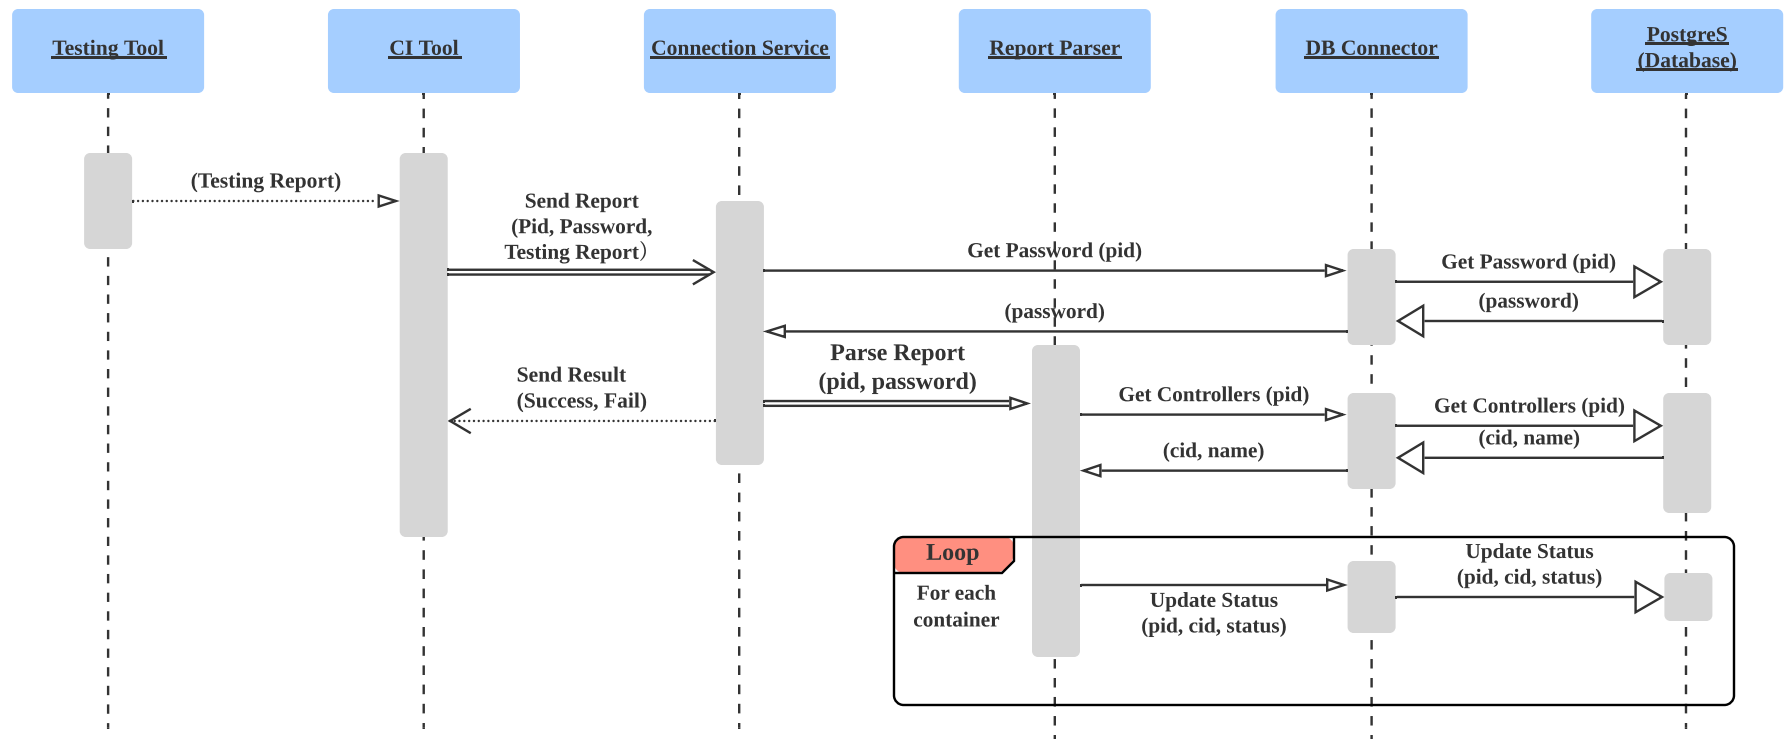 Testing Tool
CI Tool
Connection Service
Report Parser
DB Connector
PostgreS
(Database)
(Testing Report)
Send Report
(Pid, Password,
Testing Report）
Get Password (pid)
Get Password (pid)
(password)
(password)
Parse Report
(pid, password)
Send Result
(Success, Fail)
Get Controllers (pid)
Get Controllers (pid)
(cid, name)
(cid, name)
Loop
For each
container
Update Status
(pid, cid, status)
Update Status
(pid, cid, status)